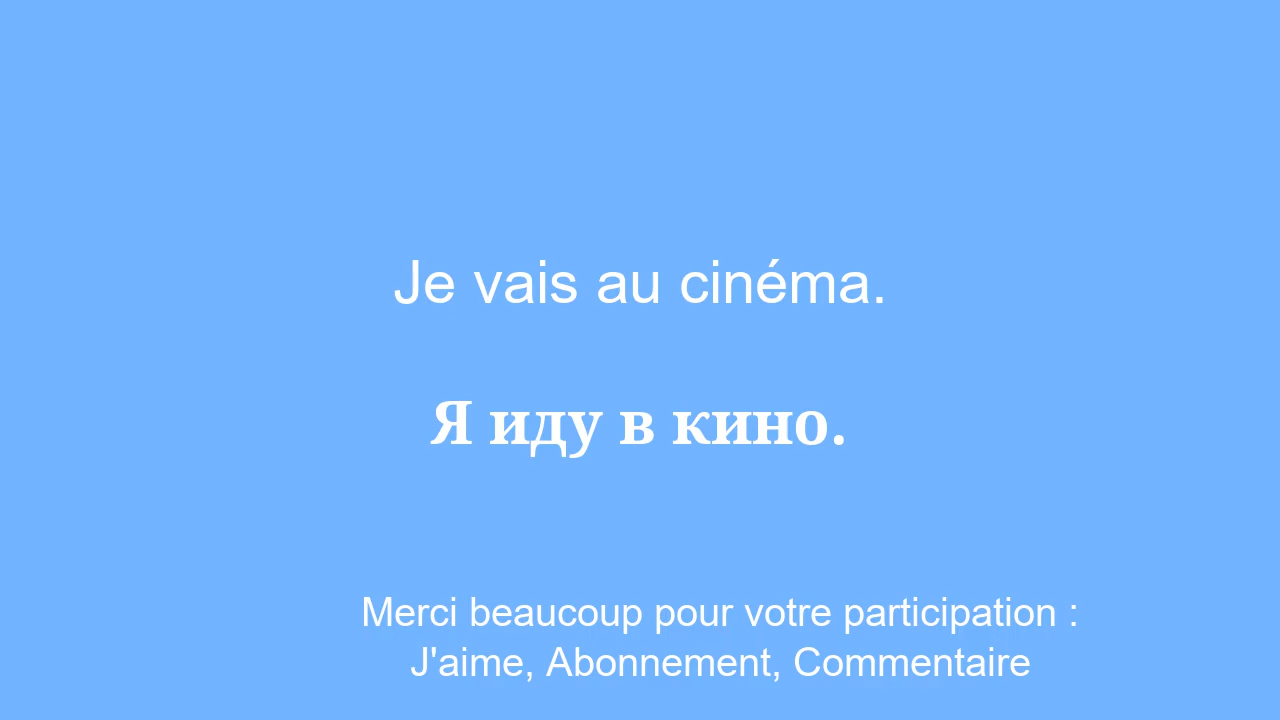 Je vais au cinéma.
Я иду в кино.
Merci beaucoup pour votre participation :
J'aime, Abonnement, Commentaire